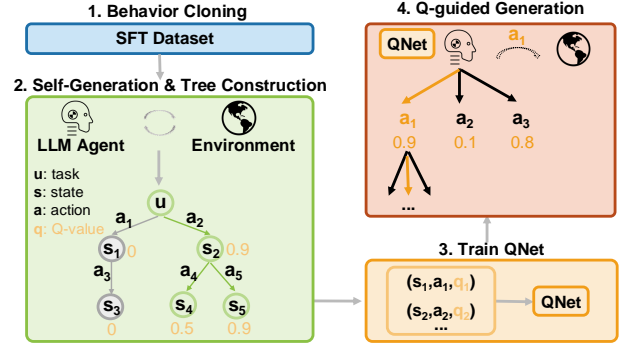 1. Behavior Cloning
SFT Dataset
2. Self-Generation & Tree Construction
LLM Agent
Environment
u: task
s: state
a: action
q: Q-value
u
a1
a2
s1
0
s2
0.9
a3
a4
a5
s3
s4
s5
0
0.5
0.9
4. Q-guided Generation
QNet
a1
a1
a2
a3
0.9
0.1
0.8
...
3. Train QNet
(s1,a1,q1)
(s2,a2,q2)
...
QNet